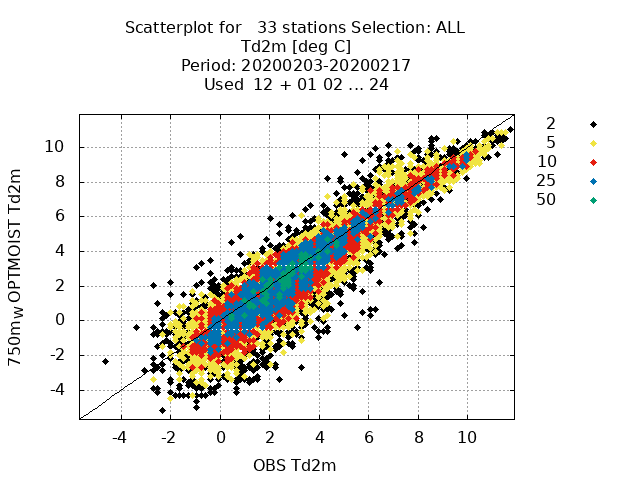 Scatterplot for   33 stations Selection: ALL
Td2m [deg C]
Period: 20200203-20200217
Used  12 + 01 02 ... 24
2
5
10
25
50
750mw OPTMOIST Td2m
10
8
6
4
2
0
-2
-4
-4 -2 0 2 4 6 8 10
OBS Td2m